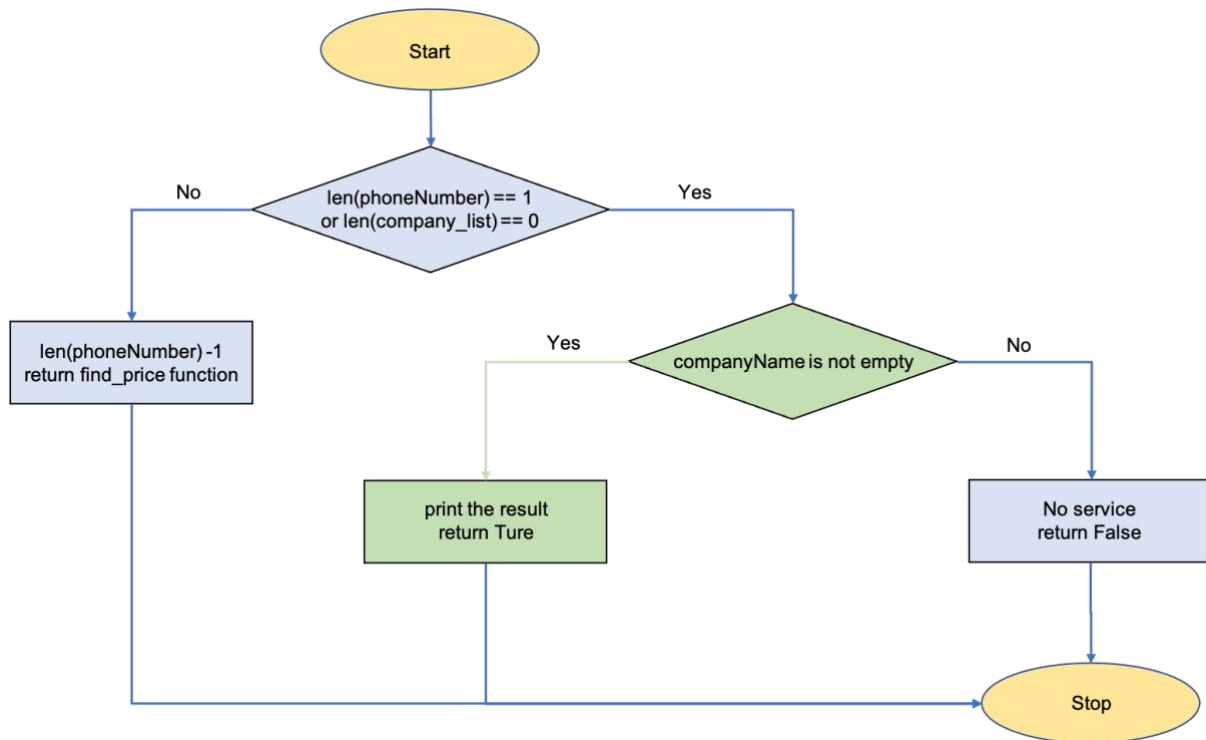 Start
len(phoneNumber) == 1
or len(company_list) == 0
No
Yes
len(phoneNumber) -1
return find_price function
companyName is not empty
Yes
No
print the result
return Ture
No service
return False
Stop